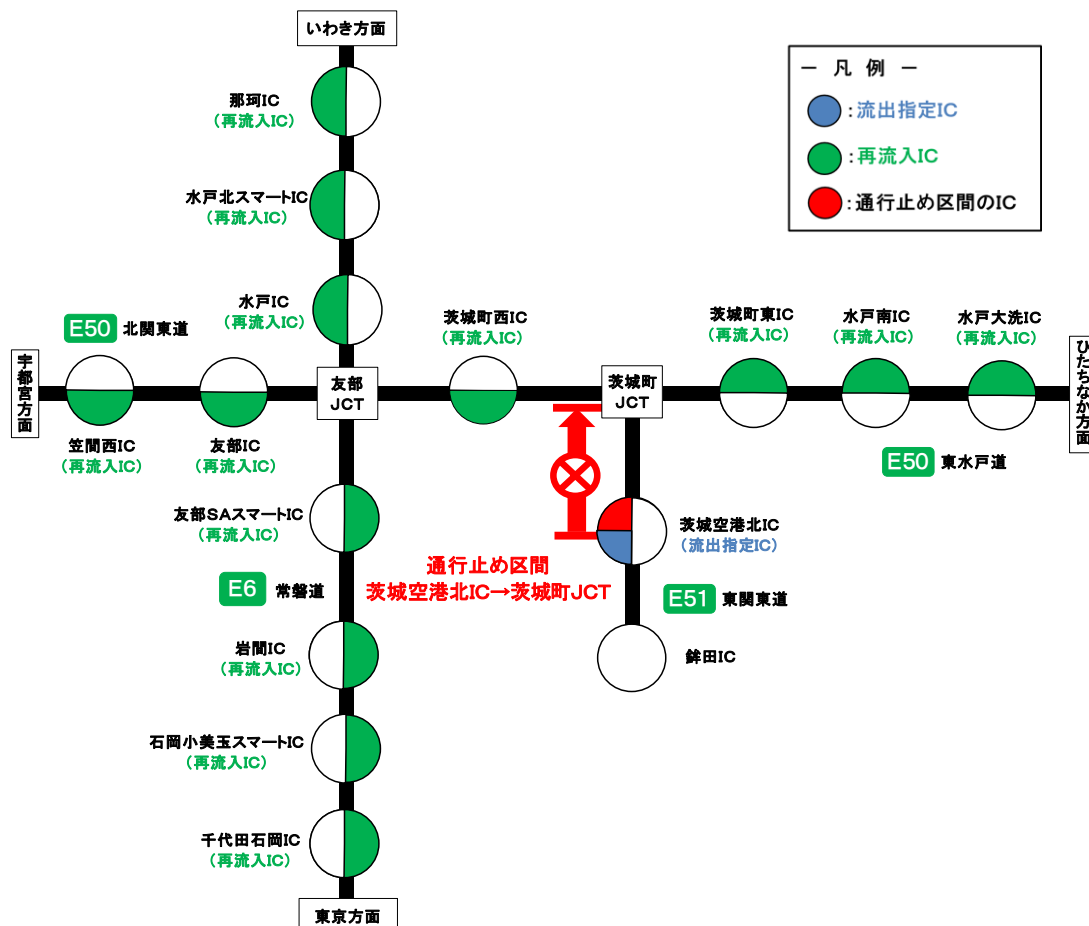 いわき方面
那珂IC
(再流入IC)
水戸北スマートIC
(再流入IC)
水戸IC
(再流入IC)
E50 北関東道
宇都宮方面
笠間西IC
(再流入IC)
友部IC
(再流入IC)
友部
JCT
茨城町西IC
(再流入IC)
茨城町
JCT
茨城町東IC
(再流入IC)
水戸南IC
(再流入IC)
水戸大洗IC
(再流入IC)
ひたちなか方面
E50 東水戸道
ー 凡 例 ー
:流出指定IC
:再流入IC
:通行止め区間のIC
友部SAスマートIC
(再流入IC)
通行止め区間
茨城空港北IC→茨城町JCT
茨城空港北IC
(流出指定IC)
E6 常磐道
E51 東関東道
岩間IC
(再流入IC)
鉾田IC
石岡小美玉スマートIC
(再流入IC)
千代田石岡IC
(再流入IC)
東京方面